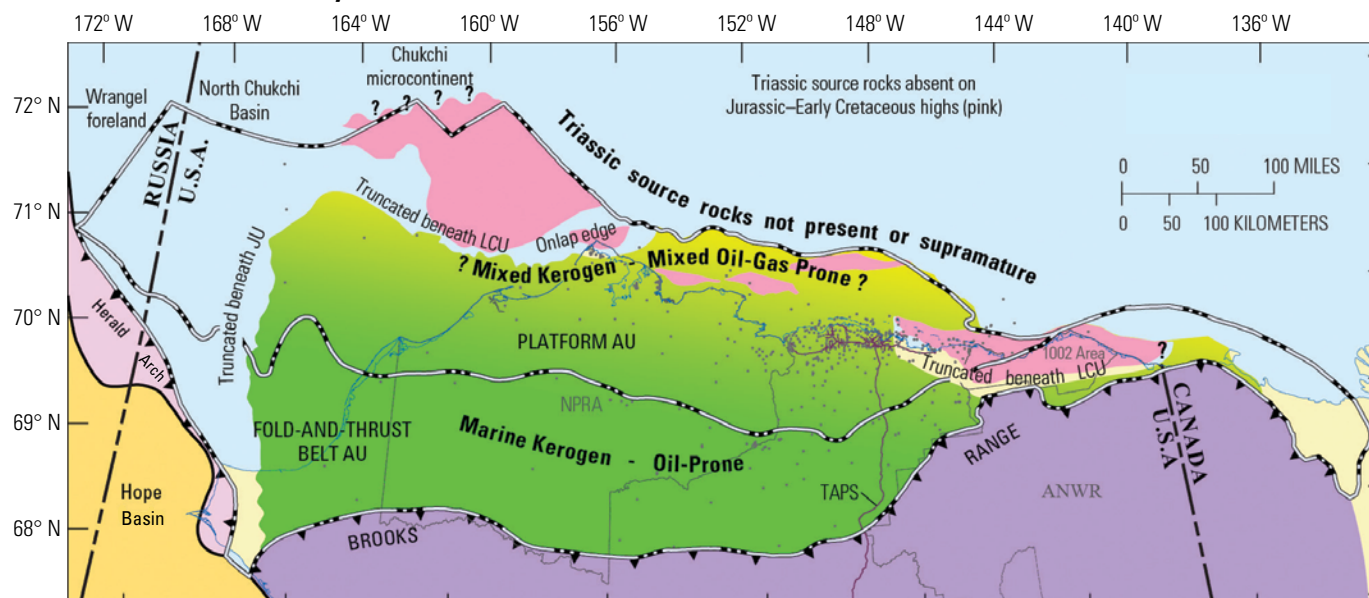 172° W 168° W 164° W 160° W 156° W 152° W 148° W 144° W 140° W 136° W
72° N
71° N
70° N
69° N
68° N
Wrangel
foreland
North Chukchi
Basin
Chukchi
microcontinent
? ? ? ?
Triassic source rocks absent on
Jurassic–Early Cretaceous highs (pink)
0 50 100 MILES
0 50 100 KILOMETERS
RUSSIA
U.S.A.
Triassic source rocks not present or supramature
Truncated beneath LCU
Onlap edge
Truncated beneath JU
? Mixed Kerogen - Mixed Oil-Gas Prone ?
Herald
Arch
PLATFORM AU
1002 Area
?
Truncated beneath LCU
NPRA
FOLD-AND-THRUST
BELT AU
Marine Kerogen - Oil-Prone
CANADA
U.S.A
RANGE
TAPS
ANWR
Hope
Basin
BROOKS